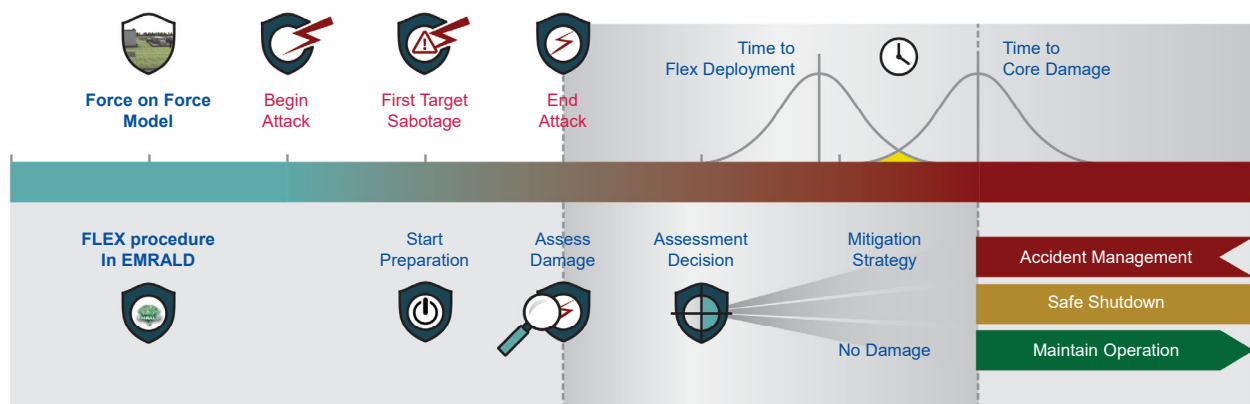 Force on Force
Model
Begin
Attack
First Target
Sabotage
End
Attack
Time to
Flex Deployment
Time to
Core Damage
FLEX procedure
In EMRALD
Start
Preparation
Assess
Damage
Assessment
Decision
Mitigation
Strategy
No Damage
Accident Management
Safe Shutdown
Maintain Operation